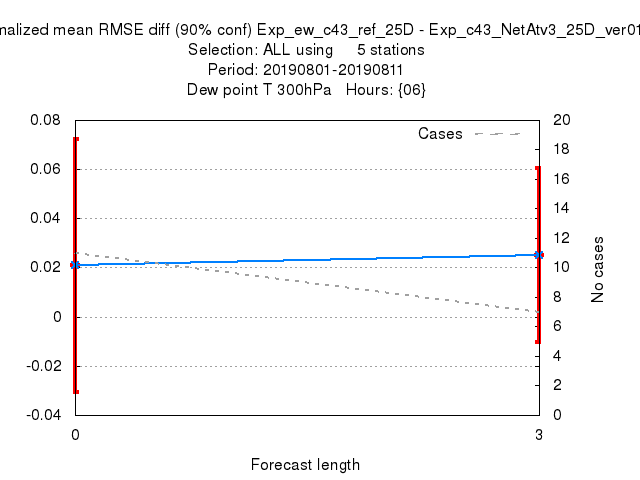 malized mean RMSE diff (90% conf) Exp_ew_c43_ref_25D - Exp_c43_NetAtv3_25D_ver01
Selection: ALL using 5 stations
Period: 20190801-20190811
Dew point T 300hPa Hours: {06}
Cases
0.08
0.06
0.04
0.02
0
-0.02
-0.04
20
18
16
14
12
10
8
6
4
2
0
No cases
0
3
Forecast length